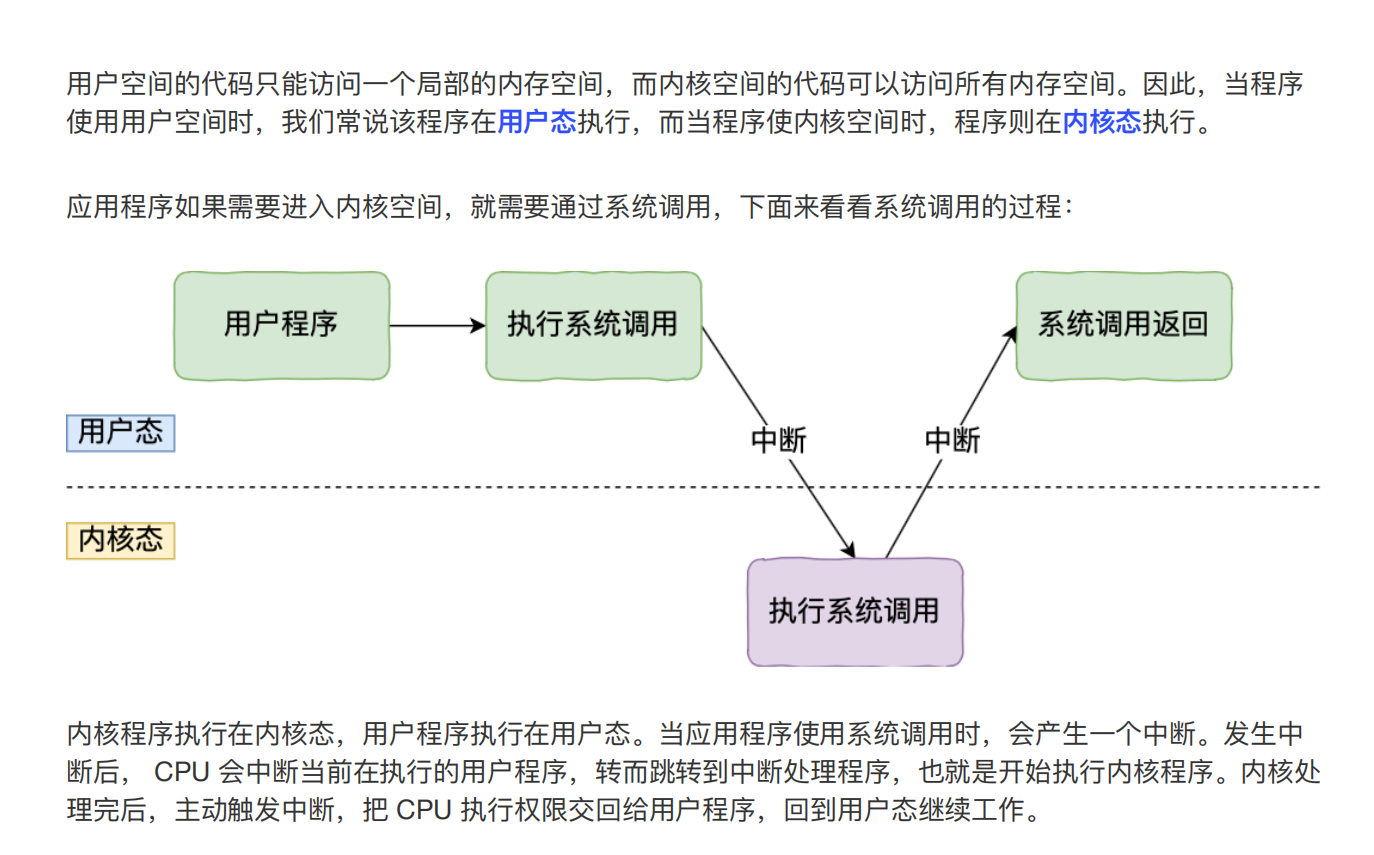 用户空间的代码只能访问一个局部的内存空间，而内核空间的代码可以访问所有内存空间。因此，当程序
使用用户空间时，我们常说该程序在用户态执行，而当程序使内核空间时，程序则在内核态执行。
应用程序如果需要进入内核空间，就需要通过系统调用，下面来看看系统调用的过程：
用户程序
执行系统调用
系统调用返回
用户态
中断
中断
内核态
执行系统调用
内核程序执行在内核态，用户程序执行在用户态。当应用程序使用系统调用时，会产生一个中断。发生中
断后， CPU 会中断当前在执行的用户程序，转而跳转到中断处理程序，也就是开始执行内核程序。内核处
理完后，主动触发中断，把 CPU 执行权限交回给用户程序，回到用户态继续工作。